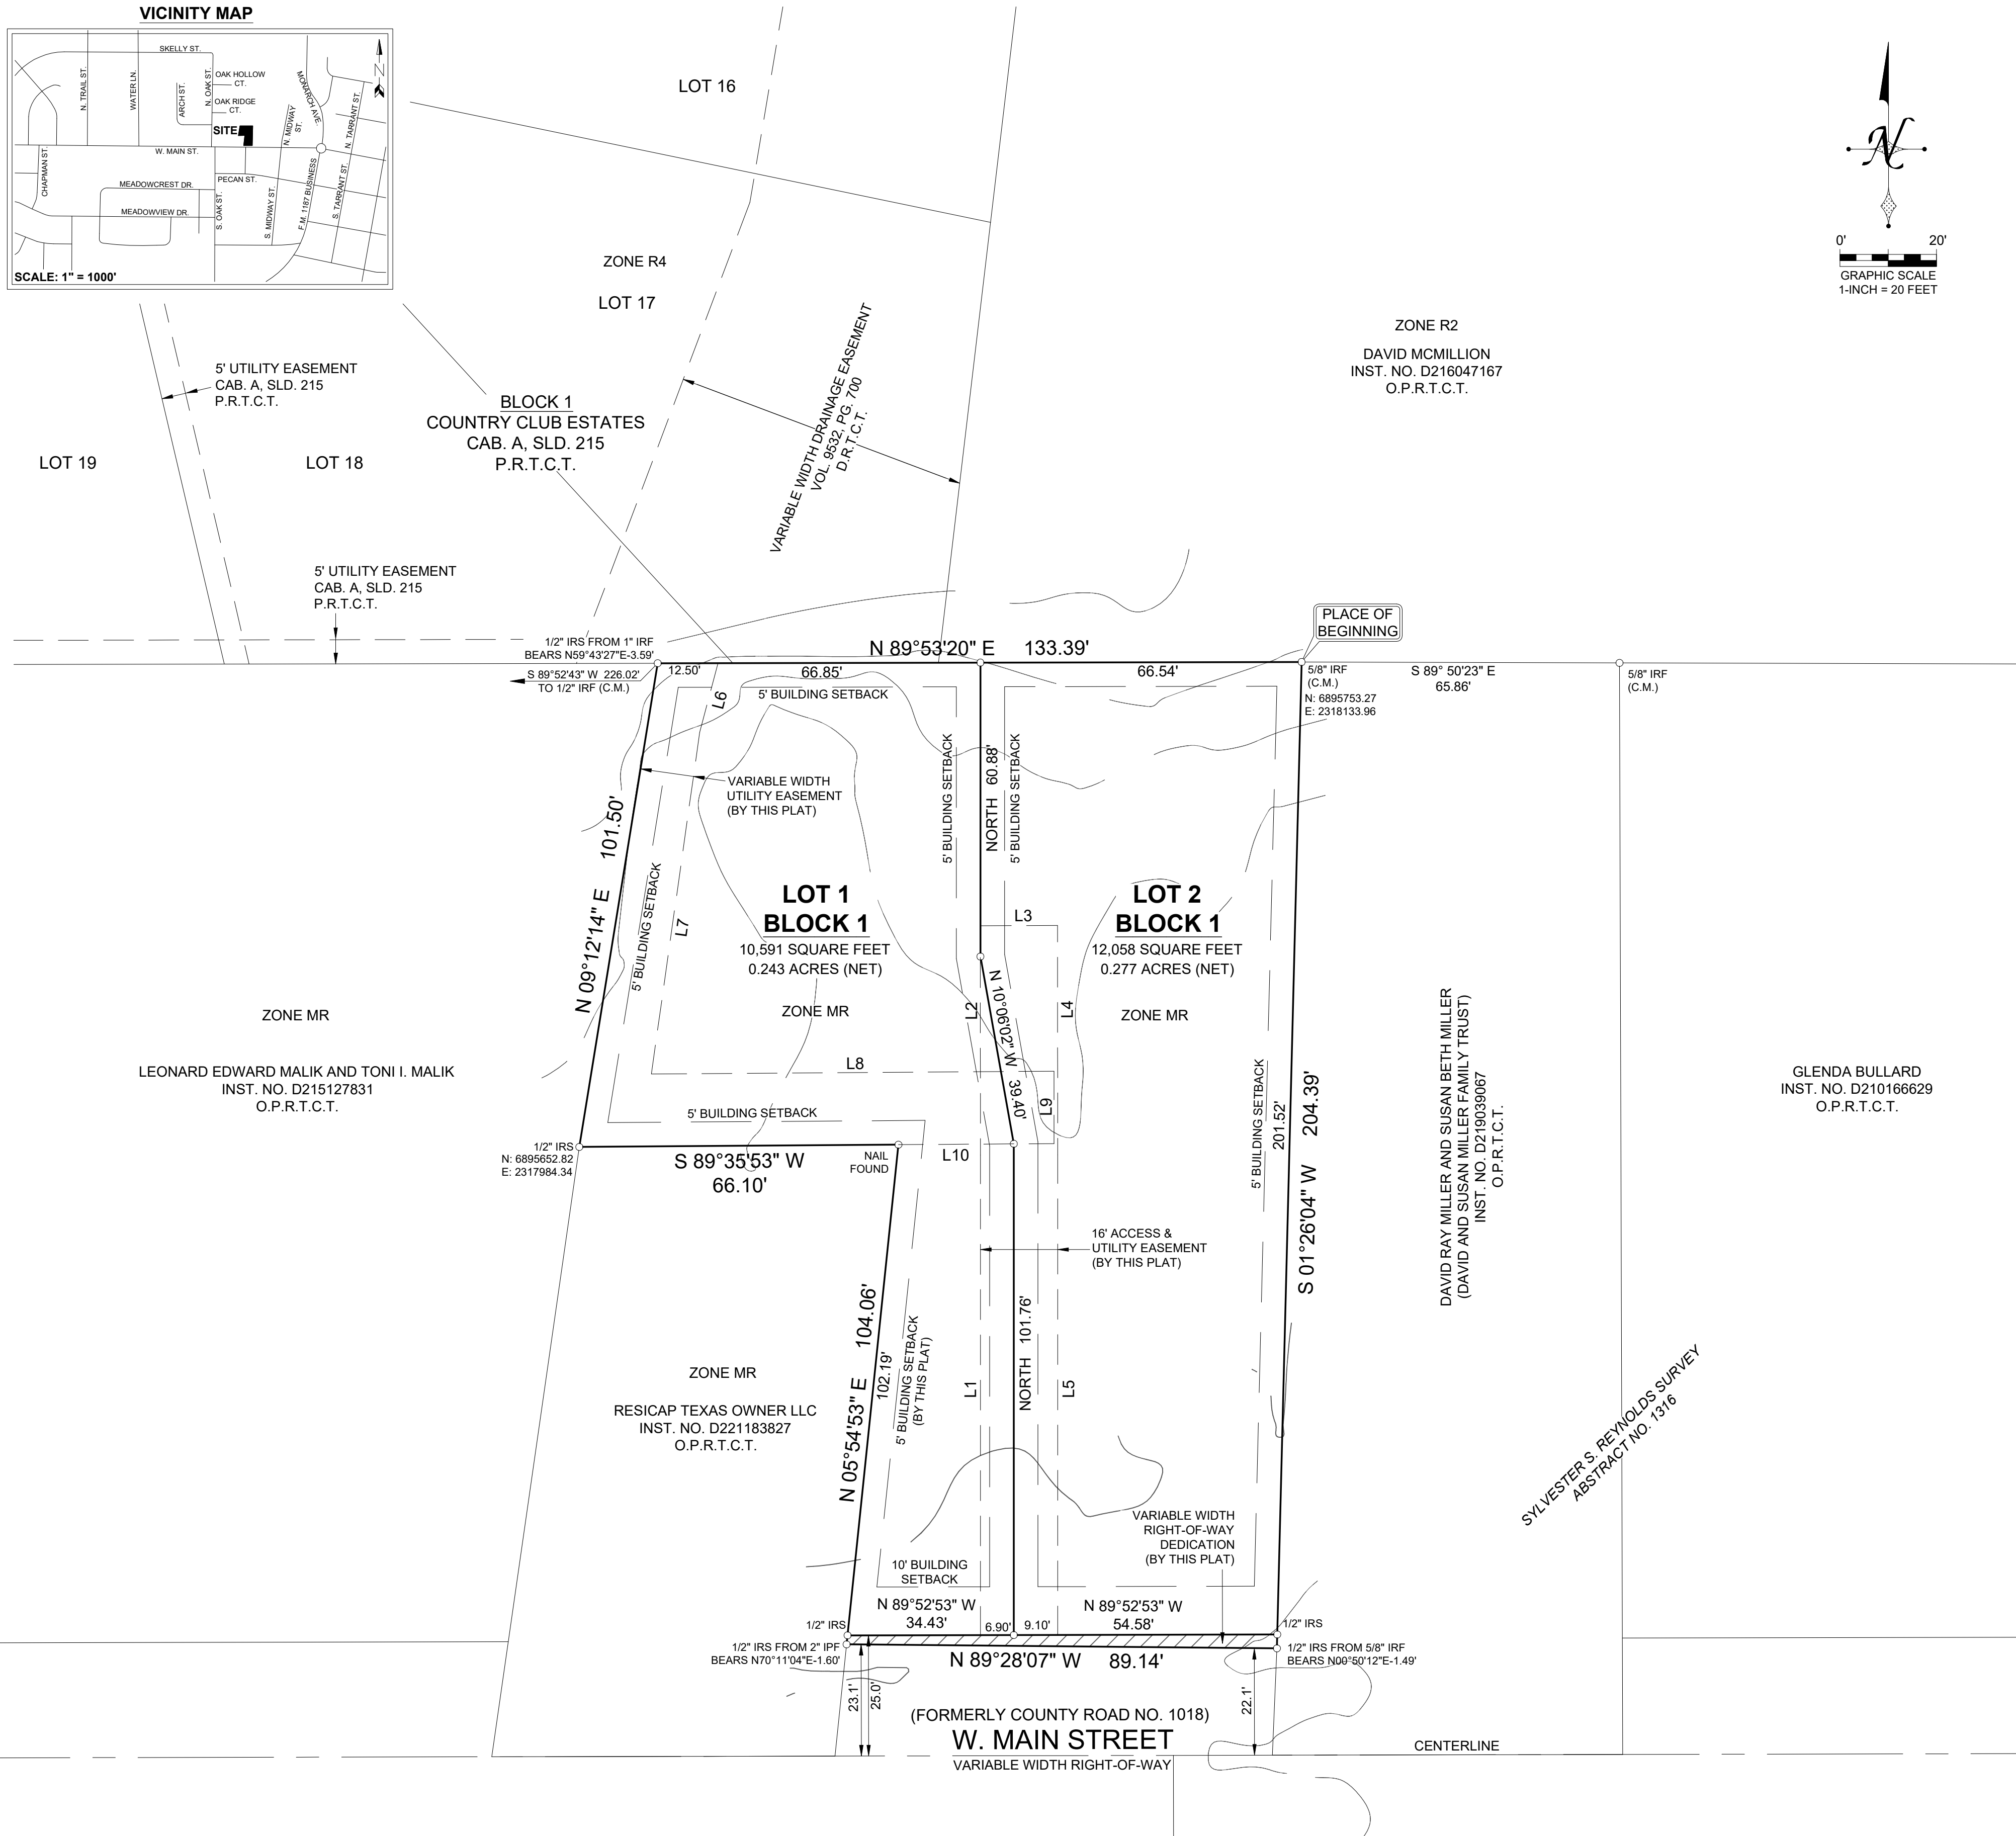 VICINITY MAP
SKELLY ST.
N. TRAIL ST.
WATER LN.
ARCH ST.
N. OAK ST.
OAK HOLLOW
CT.
OAK RIDGE
CT.
MONARCH AVE.
N. MIDWAY
ST.
N. TARRANT ST.
N
SITE
W. MAIN ST.
CHAPMAN ST.
MEADOWCREST DR.
PECAN ST.
MEADOWVIEW DR.
S. OAK ST.
S. MIDWAY ST.
F.M. 1187 BUSINESS
S. TARRANT ST.
SCALE: 1" = 1000'
LOT 16
N
0' 20'
GRAPHIC SCALE
1-INCH = 20 FEET
ZONE R4
LOT 17
VARIABLE WIDTH DRAINAGE EASEMENT
VOL. 9532, PG. 700
D.R.T.C.T.
ZONE R2
DAVID MCMILLION
INST. NO. D216047167
O.P.R.T.C.T.
5' UTILITY EASEMENT
CAB. A, SLD. 215
P.R.T.C.T.
BLOCK 1
COUNTRY CLUB ESTATES
CAB. A, SLD. 215
P.R.T.C.T.
LOT 19
LOT 18
5' UTILITY EASEMENT
CAB. A, SLD. 215
P.R.T.C.T.
PLACE OF
BEGINNING
1/2" IRS FROM 1" IRF
BEARS N59°43'27"E-3.59'
N 89°53'20" E 133.39'
S 89°52'43" W 226.02'
TO 1/2" IRF (C.M.)
12.50'
66.85'
66.54'
5/8" IRF
(C.M.)
N: 6895753.27
E: 2318133.96
S 89° 50'23" E
65.86'
5/8" IRF
(C.M.)
L6
5' BUILDING SETBACK
5' BUILDING SETBACK
NORTH 60.88'
5' BUILDING SETBACK
VARIABLE WIDTH
UTILITY EASEMENT
(BY THIS PLAT)
N 09°12'14" E 101.50'
5' BUILDING SETBACK
L7
LOT 1
BLOCK 1
10,591 SQUARE FEET
0.243 ACRES (NET)
ZONE MR
LOT 2
BLOCK 1
12,058 SQUARE FEET
0.277 ACRES (NET)
ZONE MR
L3
L2
N 10°06'02" W 39.40'
L4
L8
L9
ZONE MR
LEONARD EDWARD MALIK AND TONI I. MALIK
INST. NO. D215127831
O.P.R.T.C.T.
5' BUILDING SETBACK
1/2" IRS
N: 6895652.82
E: 2317984.34
S 89°35'53" W
66.10'
NAIL
FOUND
L10
5' BUILDING SETBACK
201.52'
S 01°26'04" W 204.39'
DAVID RAY MILLER AND SUSAN BETH MILLER
(DAVID AND SUSAN MILLER FAMILY TRUST)
INST. NO. D219039067
O.P.R.T.C.T.
GLENDA BULLARD
INST. NO. D210166629
O.P.R.T.C.T.
16' ACCESS &
UTILITY EASEMENT
(BY THIS PLAT)
N 05°54'53" E 104.06'
102.19'
5' BUILDING SETBACK
(BY THIS PLAT)
L1
NORTH 101.76'
L5
ZONE MR
RESICAP TEXAS OWNER LLC
INST. NO. D221183827
O.P.R.T.C.T.
SYLVESTER S. REYNOLDS SURVEY
ABSTRACT NO. 1316
VARIABLE WIDTH
RIGHT-OF-WAY
DEDICATION
(BY THIS PLAT)
10' BUILDING
SETBACK
N 89°52'53" W
34.43'
6.90'
9.10'
N 89°52'53" W
54.58'
1/2" IRS
1/2" IRS
1/2" IRS FROM 2" IPF
BEARS N70°11'04"E-1.60'
N 89°28'07" W 89.14'
1/2" IRS FROM 5/8" IRF
BEARS N00°50'12"E-1.49'
23.1'
25.0'
22.1'
(FORMERLY COUNTY ROAD NO. 1018)
W. MAIN STREET
VARIABLE WIDTH RIGHT-OF-WAY
CENTERLINE